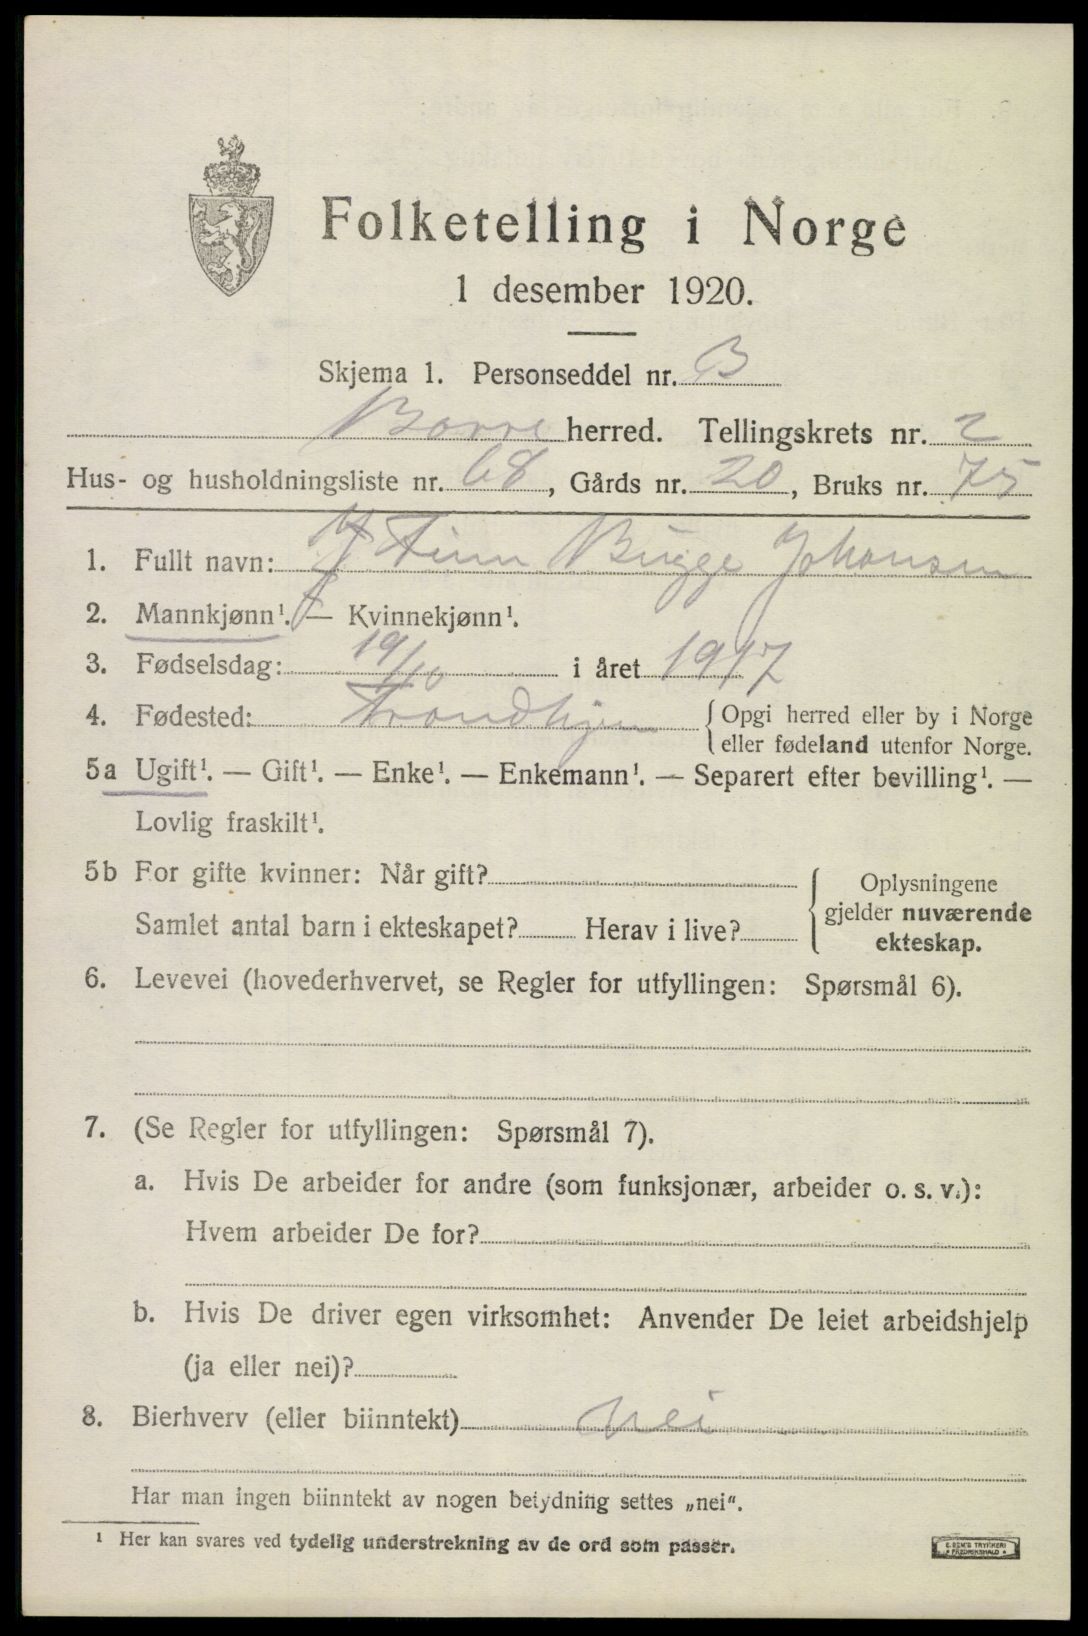 Folketelling i Norge
1 desember 1920.
Skjema 1. Personseddel nr. B
Borre herred. Tellingskrets nr. 2
Hus- og husholdningsliste nr. 68, Gårds nr. 20, Bruks nr. 75
1. Fullt navn: Finn Bugge Johansen
2. Mannkjønn¹. — Kvinnekjønn¹.
3. Fødselsdag: 19/10 i året 1917
4. Fødested: Trondhjem {Opgi herred eller by i Norge
eller fødeland utenfor Norge.
5a Ugift¹. — Gift¹. — Enke¹. — Enkemann¹. — Separert efter bevilling¹. —
Lovlig fraskilt¹.
5b For gifte kvinner: Når gift? { Oplysningene
gjelder nuværende
Samlet antal barn i ekteskapet? Herav i live?
ekteskap.
6. Levevei (hovederhvervet, se Regler for utfyllingen: Spørsmål 6).
7. (Se Regler for utfyllingen: Spørsmål 7).
a. Hvis De arbeider for andre (som funksjonær, arbeider o. s. v.):
Hvem arbeider De for?
b. Hvis De driver egen virksomhet: Anvender De leiet arbeidshjelp
(ja eller nei)?
8. Bierhverv (eller biinntekt) Nei
Har man ingen biinntekt av nogen betydning settes „nei“.
¹ Her kan svares ved tydelig understrekning av de ord som passer.
E. SEM'S TRYKKERI
FREDRIKSHALD